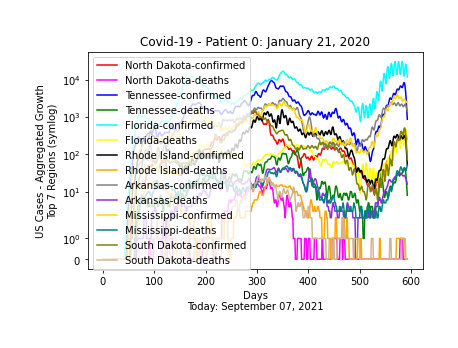 Covid-19 - Patient 0: January 21, 2020
US Cases - Aggregated Growth
Top 7 Regions (symlog)
10⁴
10³
10²
10¹
10⁰
0
North Dakota-confirmed
North Dakota-deaths
Tennessee-confirmed
Tennessee-deaths
Florida-confirmed
Florida-deaths
Rhode Island-confirmed
Rhode Island-deaths
Arkansas-confirmed
Arkansas-deaths
Mississippi-confirmed
Mississippi-deaths
South Dakota-confirmed
South Dakota-deaths
0 100 200 300 400 500 600
Days
Today: September 07, 2021